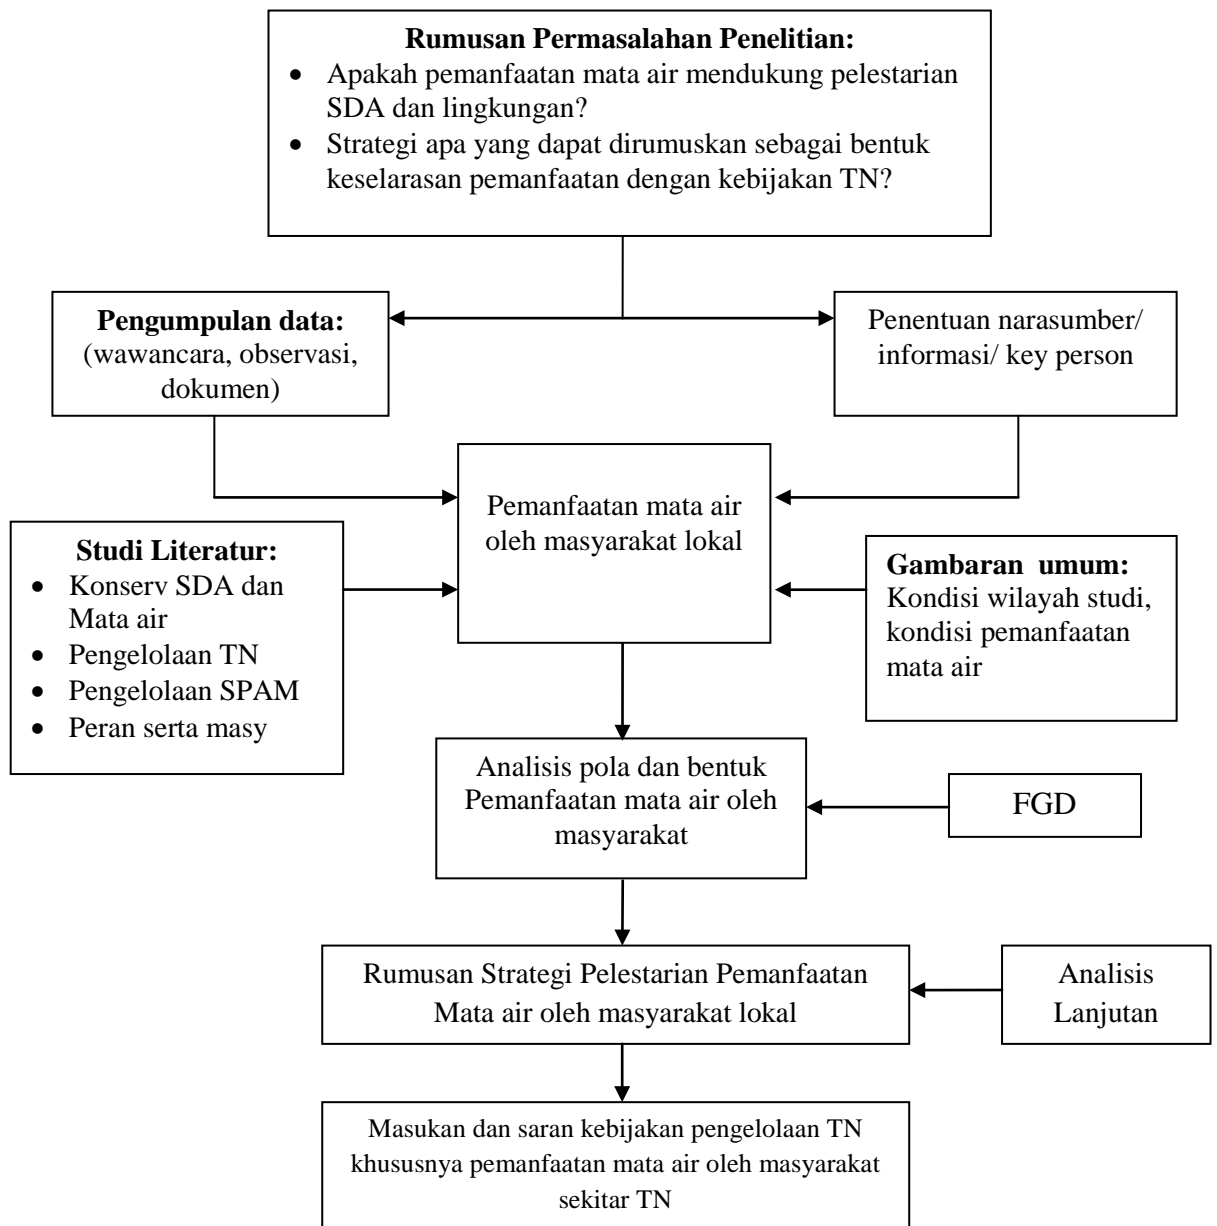 Rumusan Permasalahan Penelitian:
• Apakah pemanfaatan mata air mendukung pelestarian
SDA dan lingkungan?
• Strategi apa yang dapat dirumuskan sebagai bentuk
keselarasan pemanfaatan dengan kebijakan TN?
Pengumpulan data:
(wawancara, observasi,
dokumen)
Penentuan narasumber/
informasi/ key person
Pemanfaatan mata air
oleh masyarakat lokal
Studi Literatur:
• Konserv SDA dan
Mata air
• Pengelolaan TN
• Pengelolaan SPAM
• Peran serta masy
Gambaran umum:
Kondisi wilayah studi,
kondisi pemanfaatan
mata air
Analisis pola dan bentuk
Pemanfaatan mata air oleh
masyarakat
FGD
Rumusan Strategi Pelestarian Pemanfaatan
Mata air oleh masyarakat lokal
Analisis
Lanjutan
Masukan dan saran kebijakan pengelolaan TN
khususnya pemanfaatan mata air oleh masyarakat
sekitar TN